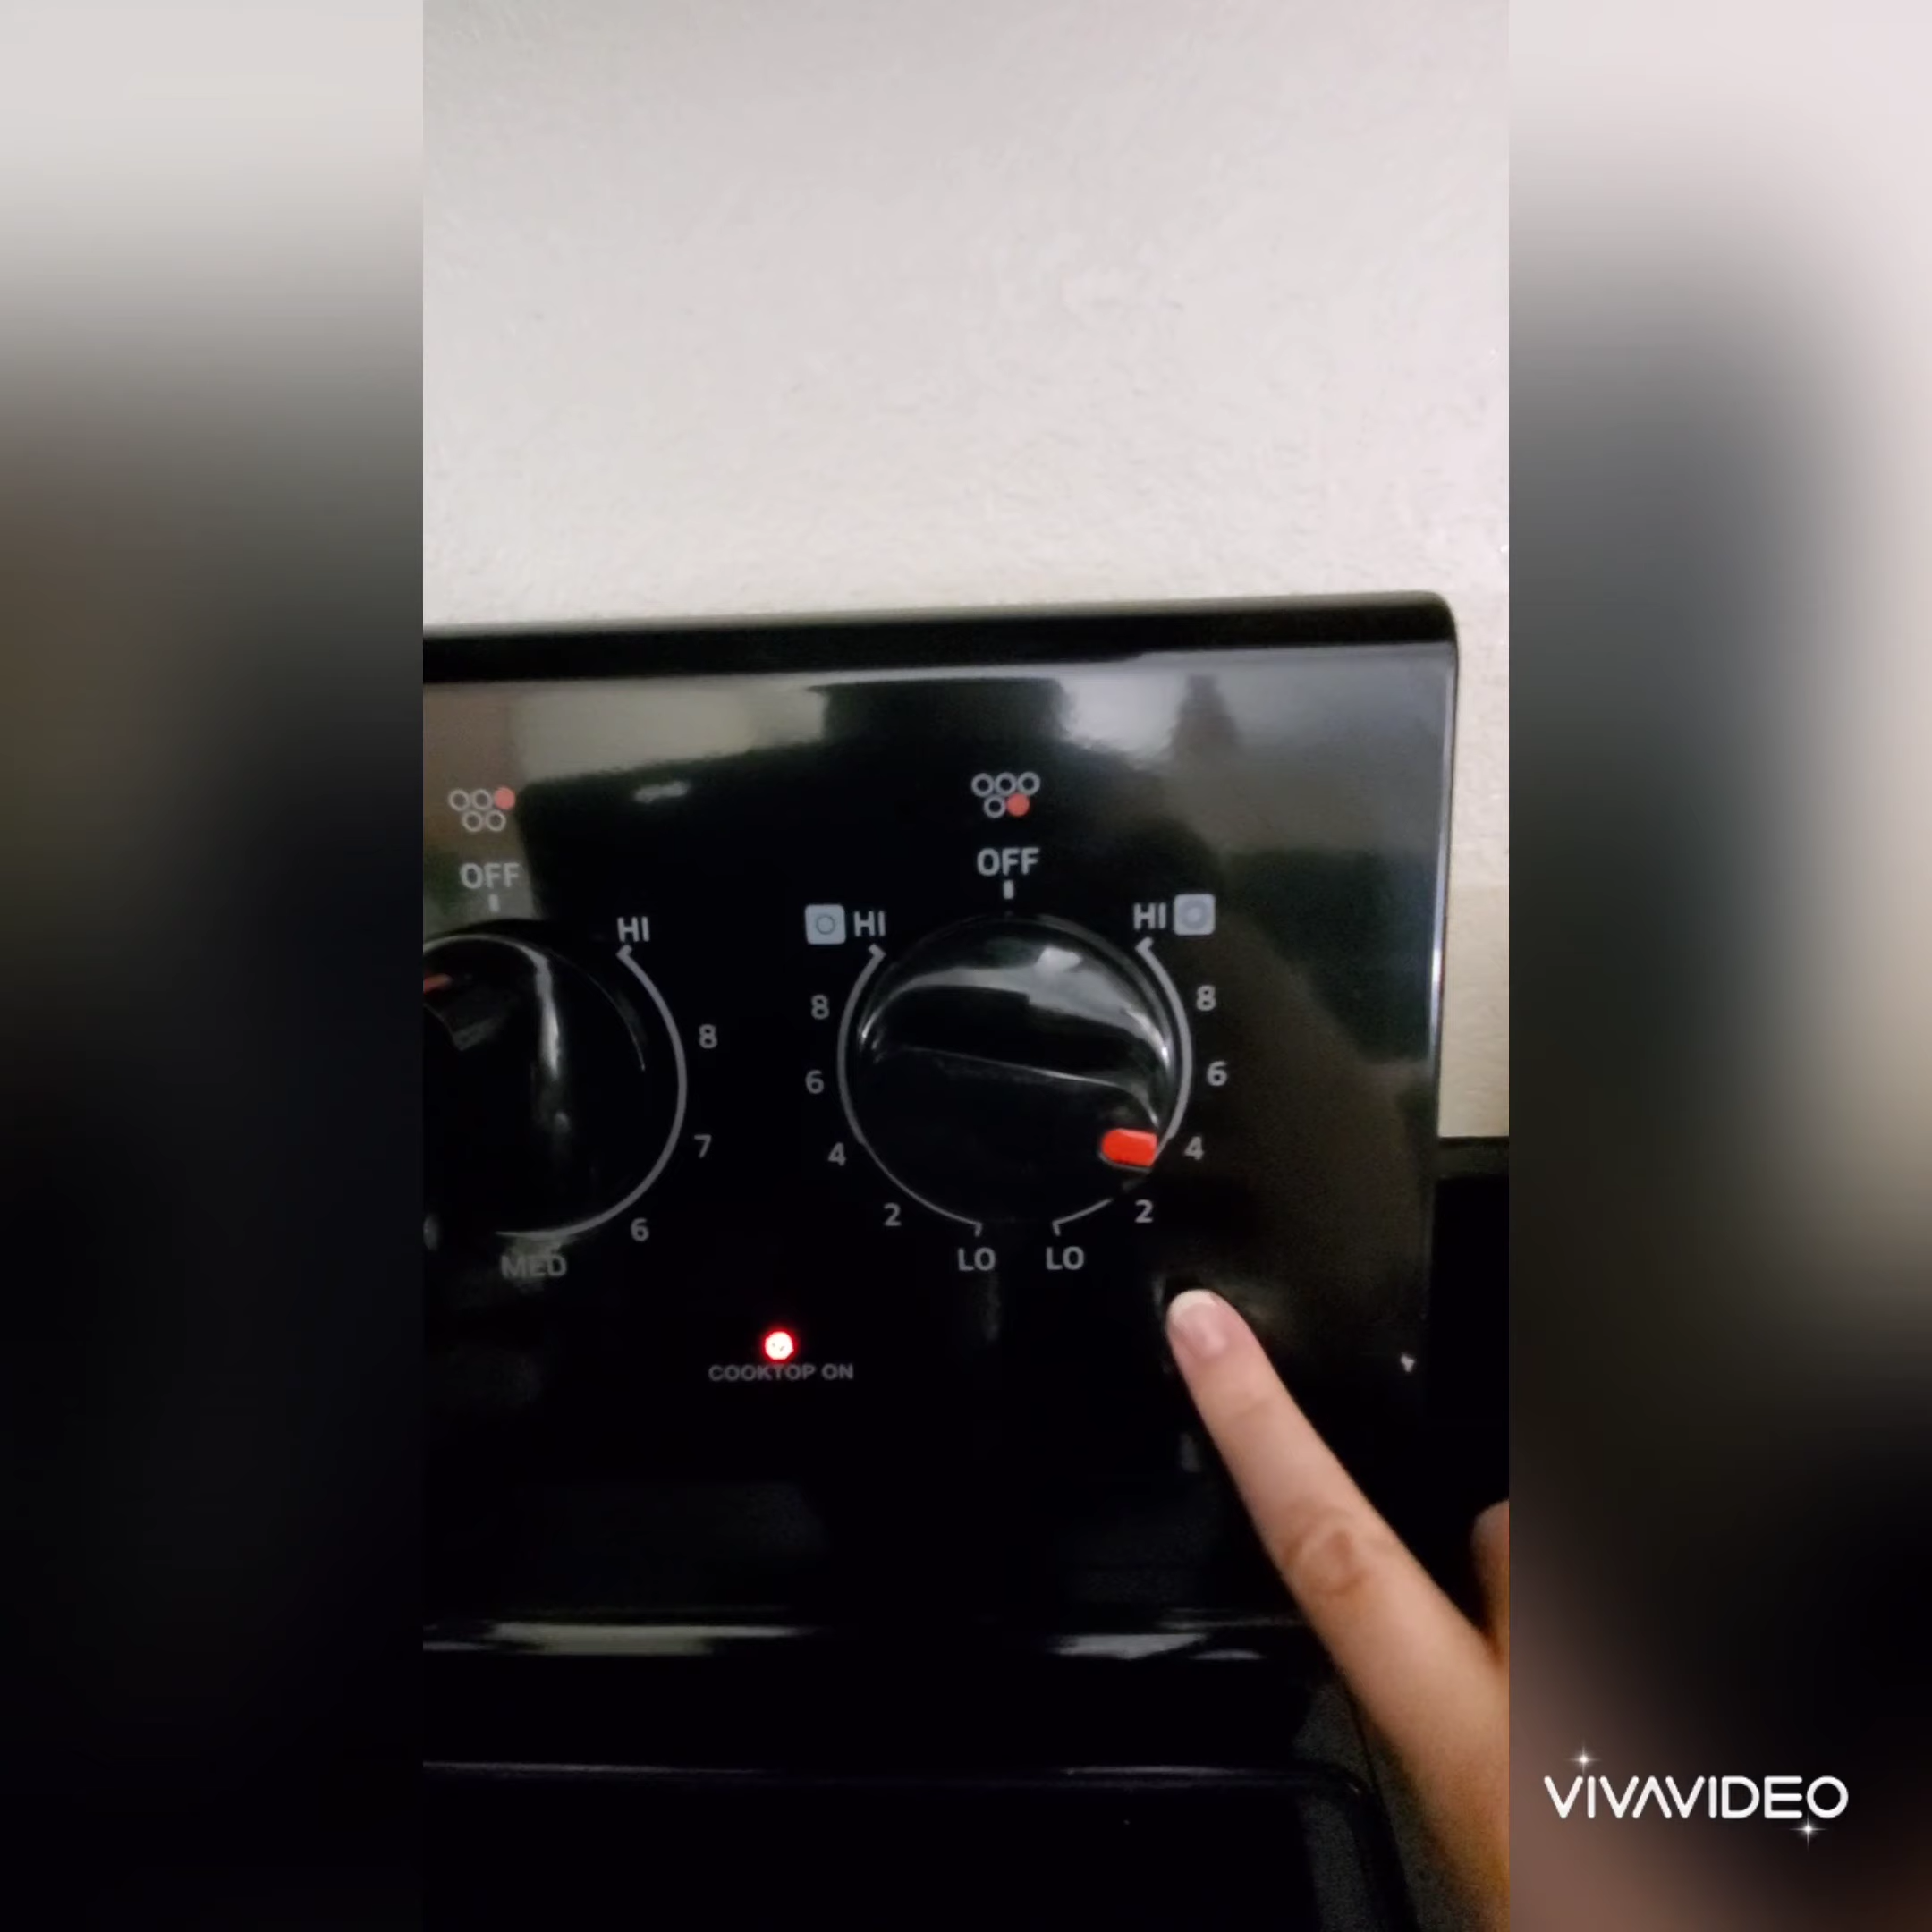 OFF
HI
8
7
6
MED
OFF
HI HI
8 8
6 6
4 4
2 2
LO LO
COOKTOP ON
VIVAVIDEO